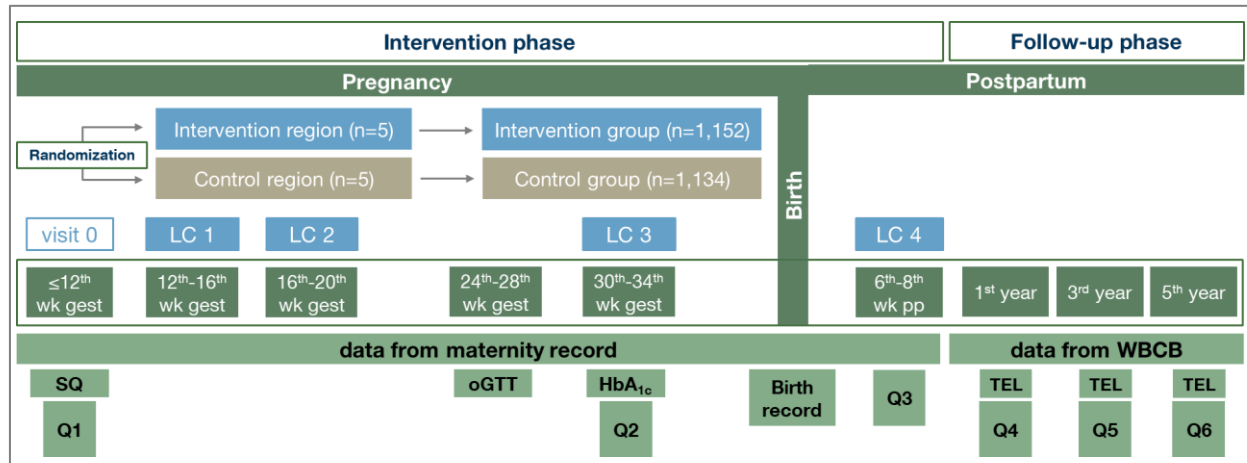 Intervention phase
Follow-up phase
Pregnancy
Postpartum
Birth
Randomization
Intervention region (n=5)
Intervention group (n=1,152)
Control region (n=5)
Control group (n=1,134)
visit 0
LC 1
LC 2
LC 3
LC 4
≤12th
wk gest
12th-16th
wk gest
16th-20th
wk gest
24th-28th
wk gest
30th-34th
wk gest
6th-8th
wk pp
1st year
3rd year
5th year
data from maternity record
data from WBCB
SQ
oGTT
HbA1c
Birth
record
Q3
TEL
TEL
TEL
Q1
Q2
Q4
Q5
Q6